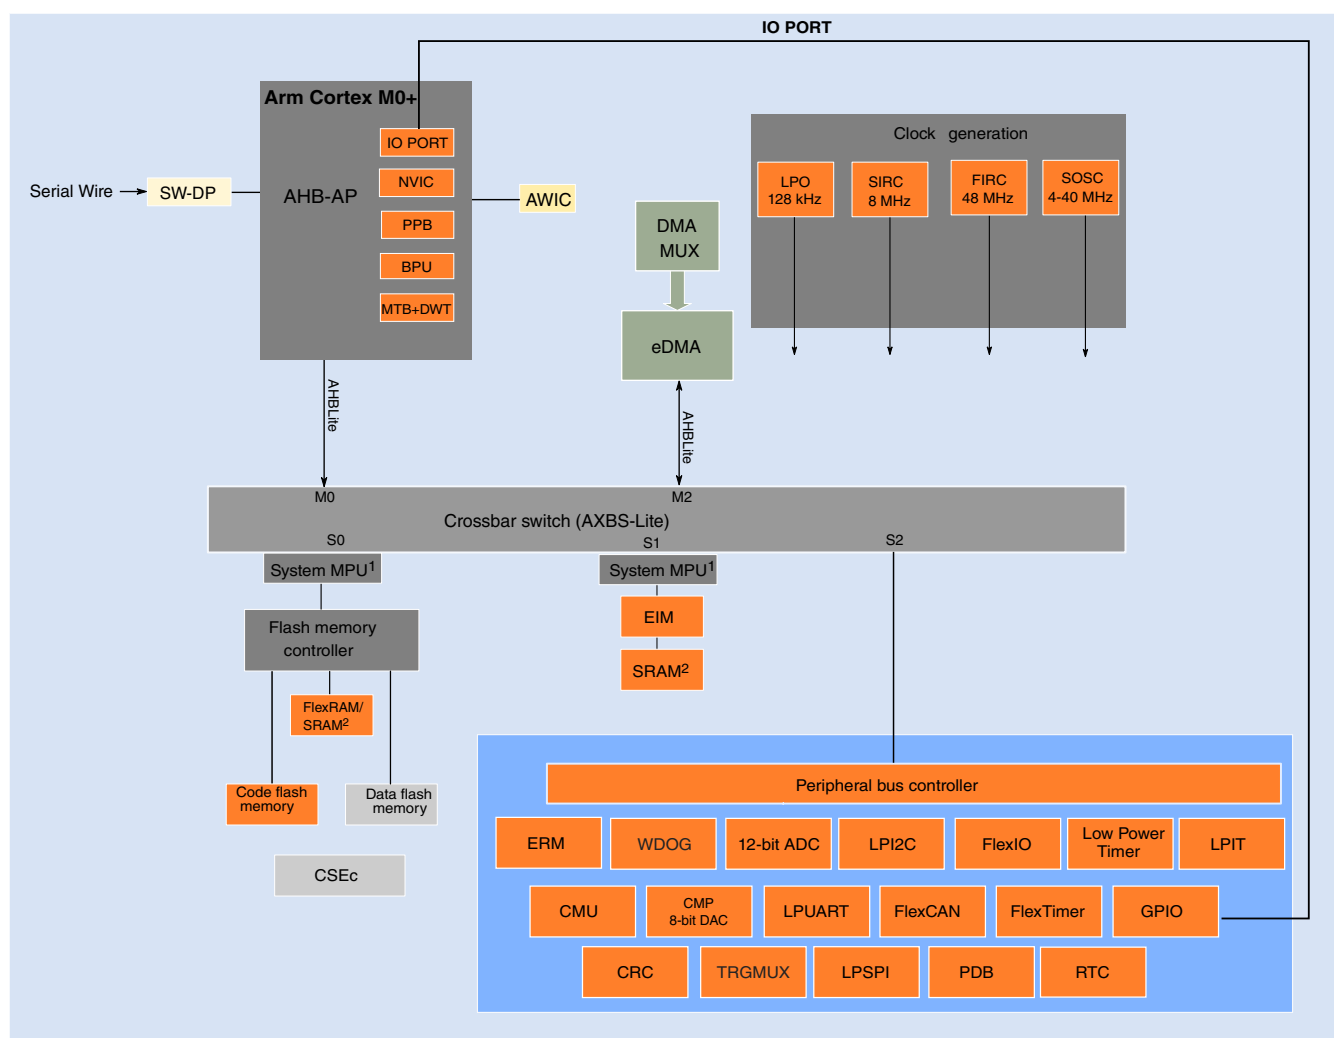 IO PORT
Arm Cortex M0+
IO PORT
NVIC
AHB-AP
PPB
BPU
MTB+DWT
Serial Wire
SW-DP
AWIC
DMA
MUX
eDMA
Clock generation
LPO
128 kHz
SIRC
8 MHz
FIRC
48 MHz
SOSC
4-40 MHz
AHBLite
AHBLite
M0
M2
Crossbar switch (AXBS-Lite)
S0
S1
S2
System MPU1
System MPU1
Flash memory
controller
EIM
SRAM2
FlexRAM/
SRAM2
Code flash
memory
Data flash
memory
CSEc
Peripheral bus controller
ERM
WDOG
12-bit ADC
LPI2C
FlexIO
Low Power
Timer
LPIT
CMU
CMP
8-bit DAC
LPUART
FlexCAN
FlexTimer
GPIO
CRC
TRGMUX
LPSPI
PDB
RTC